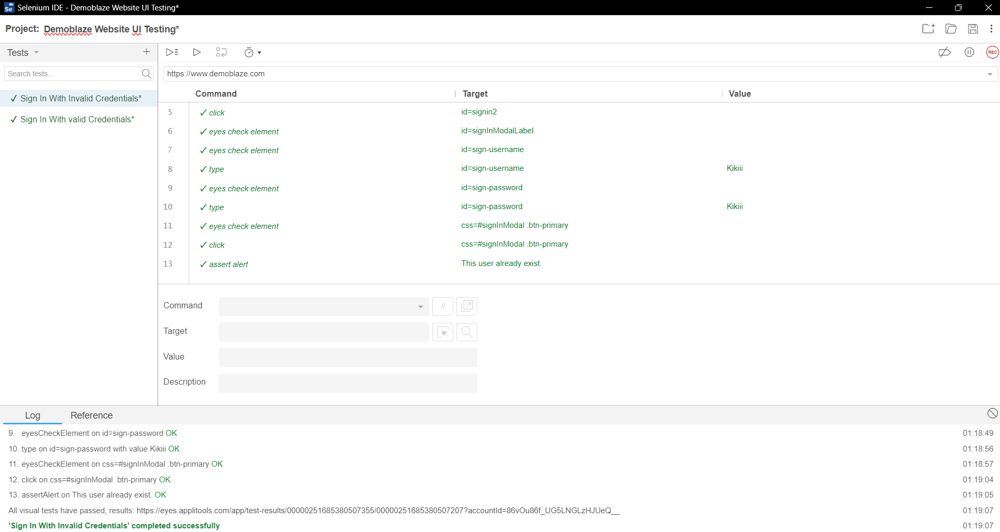 Se Selenium IDE - Demoblaze Website UI Testing*
Project: Demoblaze Website UI Testing*
Tests
REC
Search tests...
https://www.demoblaze.com
Command Target Value
✓ Sign In With Invalid Credentials*
✓ Sign In With valid Credentials*
5 ✓ click id=signin2
6 ✓ eyes check element id=signInModalLabel
7 ✓ eyes check element id=sign-username
8 ✓ type id=sign-username Kikiii
9 ✓ eyes check element id=sign-password
10 ✓ type id=sign-password Kikiii
11 ✓ eyes check element css=#signInModal .btn-primary
12 ✓ click css=#signInModal .btn-primary
13 ✓ assert alert This user already exist.
Command //
Target
Value
Description
Log Reference
9. eyesCheckElement on id=sign-password OK 01:18:49
10. type on id=sign-password with value Kikiii OK 01:18:56
11. eyesCheckElement on css=#signInModal .btn-primary OK 01:18:57
12. click on css=#signInModal .btn-primary OK 01:19:04
13. assertAlert on This user already exist. OK 01:19:05
All visual tests have passed, results: https://eyes.applitools.com/app/test-results/00000251685380507355/00000251685380507207?accountId=86vOu86f_UG5LNGLzHJUeQ__ 01:19:07
'Sign In With Invalid Credentials' completed successfully 01:19:07